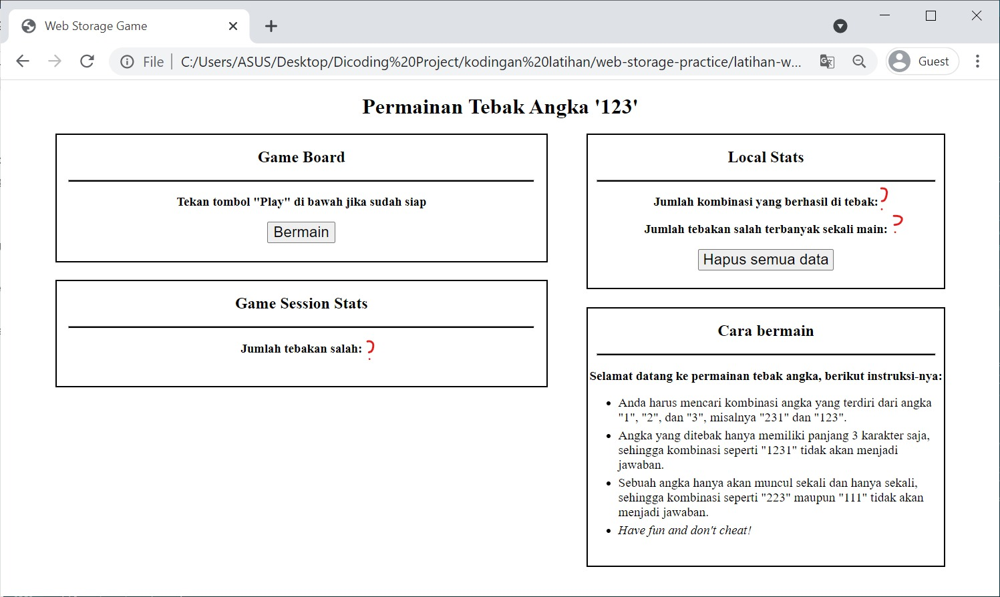 Web Storage Game
File
C:/Users/ASUS/Desktop/Dicoding%20Project/kodingan%20latihan/web-storage-practice/latihan-w...
Guest
Permainan Tebak Angka '123'
Game Board
Tekan tombol "Play" di bawah jika sudah siap
Bermain
Game Session Stats
Jumlah tebakan salah: ?
Local Stats
Jumlah kombinasi yang berhasil di tebak: ?
Jumlah tebakan salah terbanyak sekali main: ?
Hapus semua data
Cara bermain
Selamat datang ke permainan tebak angka, berikut instruksi-nya:
Anda harus mencari kombinasi angka yang terdiri dari angka
"1", "2", dan "3", misalnya "231" dan "123".
Angka yang ditebak hanya memiliki panjang 3 karakter saja,
sehingga kombinasi seperti "1231" tidak akan menjadi
jawaban.
Sebuah angka hanya akan muncul sekali dan hanya sekali,
sehingga kombinasi seperti "223" maupun "111" tidak akan
menjadi jawaban.
Have fun and don't cheat!